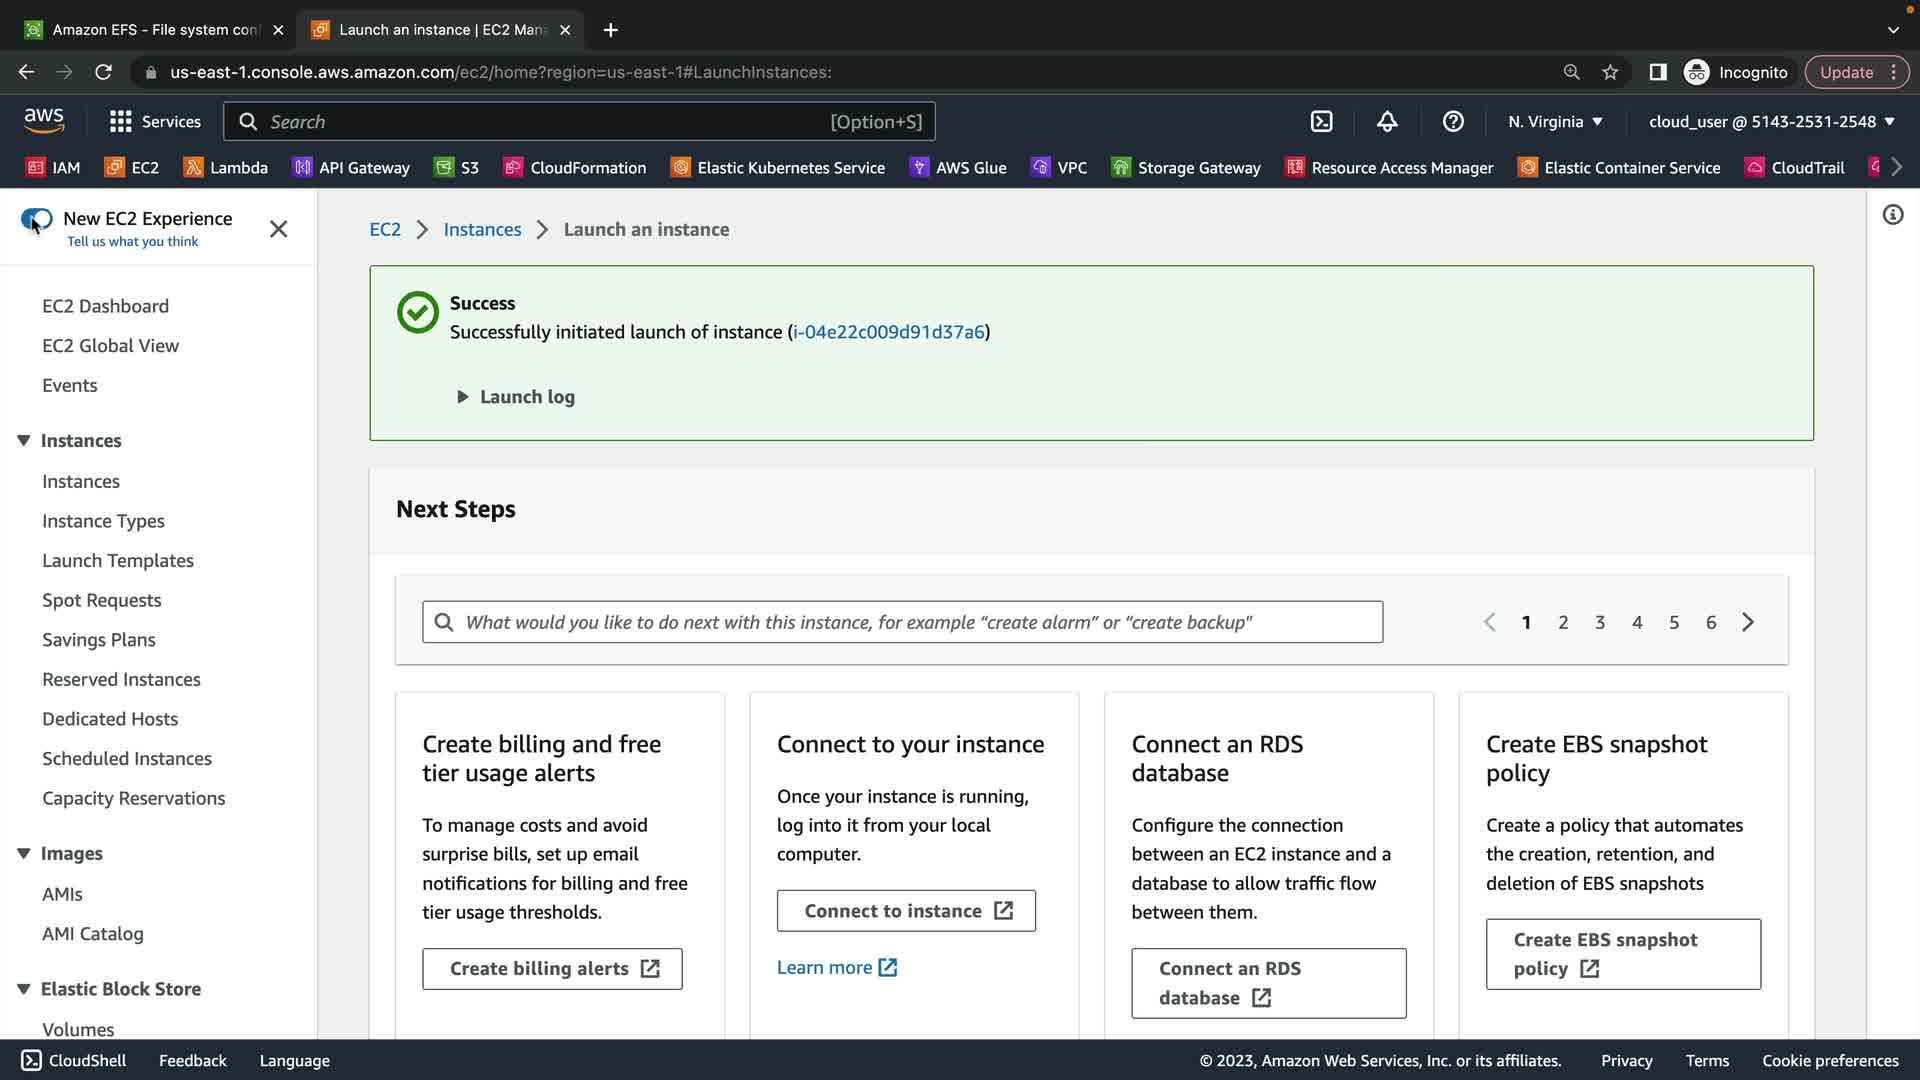 Amazon EFS - File system con
Launch an instance | EC2 Man
us-east-1.console.aws.amazon.com/ec2/home?region=us-east-1#LaunchInstances:
Incognito
Update
aws
Services
Search
[Option+S]
N. Virginia
cloud_user @ 5143-2531-2548
IAM
EC2
Lambda
API Gateway
S3
CloudFormation
Elastic Kubernetes Service
AWS Glue
VPC
Storage Gateway
Resource Access Manager
Elastic Container Service
CloudTrail
New EC2 Experience
Tell us what you think
EC2 Dashboard
EC2 Global View
Events
Instances
Instances
Instance Types
Launch Templates
Spot Requests
Savings Plans
Reserved Instances
Dedicated Hosts
Scheduled Instances
Capacity Reservations
Images
AMIs
AMI Catalog
Elastic Block Store
Volumes
EC2
Instances
Launch an instance
Success
Successfully initiated launch of instance (i-04e22c009d91d37a6)
Launch log
Next Steps
What would you like to do next with this instance, for example “create alarm” or “create backup”
1 2 3 4 5 6
Create billing and free
tier usage alerts
To manage costs and avoid
surprise bills, set up email
notifications for billing and free
tier usage thresholds.
Create billing alerts
Connect to your instance
Once your instance is running,
log into it from your local
computer.
Connect to instance
Learn more
Connect an RDS
database
Configure the connection
between an EC2 instance and a
database to allow traffic flow
between them.
Connect an RDS
database
Create EBS snapshot
policy
Create a policy that automates
the creation, retention, and
deletion of EBS snapshots
Create EBS snapshot
policy
CloudShell
Feedback
Language
© 2023, Amazon Web Services, Inc. or its affiliates.
Privacy
Terms
Cookie preferences